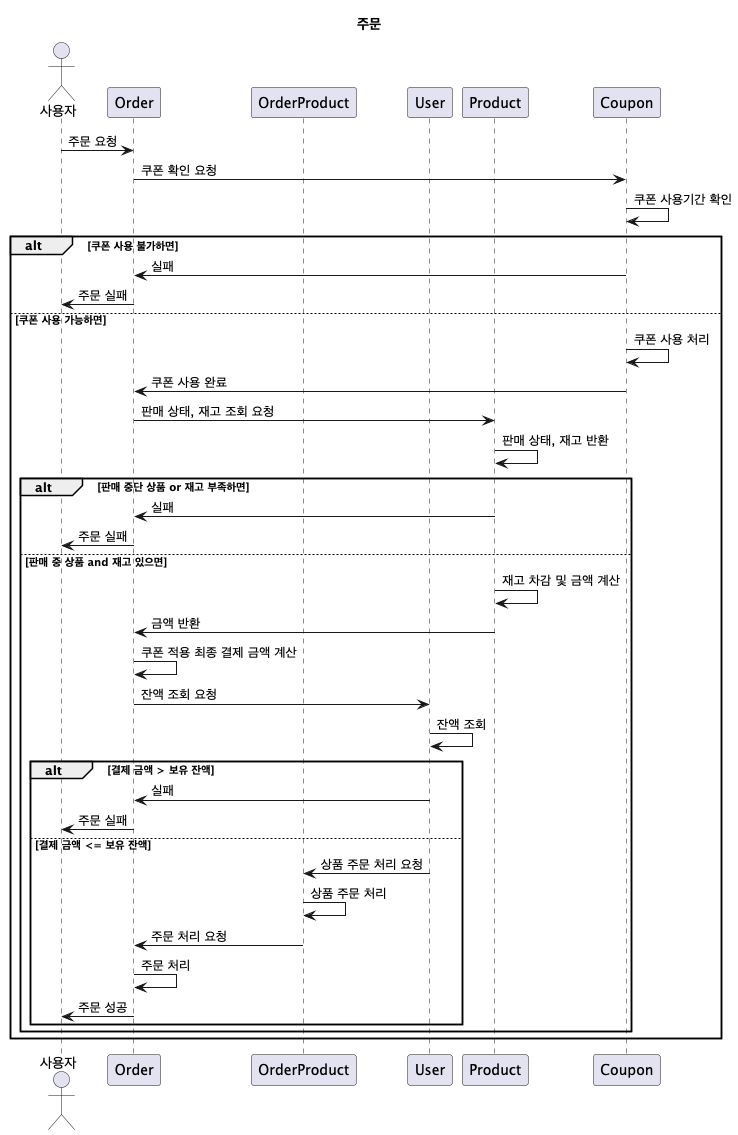 주문
사용자
Order
OrderProduct
User
Product
Coupon
주문 요청
쿠폰 확인 요청
쿠폰 사용기간 확인
alt [쿠폰 사용 불가하면]
실패
주문 실패
[쿠폰 사용 가능하면]
쿠폰 사용 처리
쿠폰 사용 완료
판매 상태, 재고 조회 요청
판매 상태, 재고 반환
alt [판매 중단 상품 or 재고 부족하면]
실패
주문 실패
[판매 중 상품 and 재고 있으면]
재고 차감 및 금액 계산
금액 반환
쿠폰 적용 최종 결제 금액 계산
잔액 조회 요청
잔액 조회
alt [결제 금액 > 보유 잔액]
실패
주문 실패
[결제 금액 <= 보유 잔액]
상품 주문 처리 요청
상품 주문 처리
주문 처리 요청
주문 처리
주문 성공
사용자
Order
OrderProduct
User
Product
Coupon